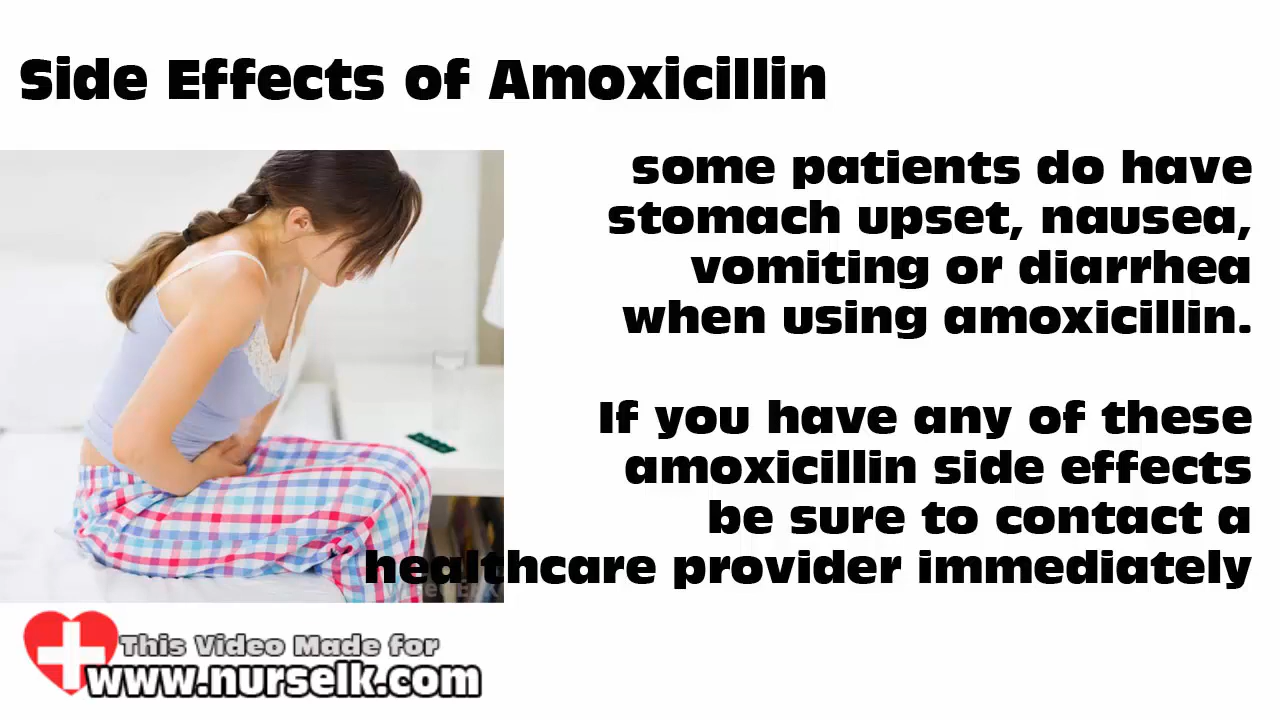 Side Effects of Amoxicillin
some patients do have
stomach upset, nausea,
vomiting or diarrhea
when using amoxicillin.
If you have any of these
amoxicillin side effects
be sure to contact a
healthcare provider immediately
This Video Made for
www.nurselk.com